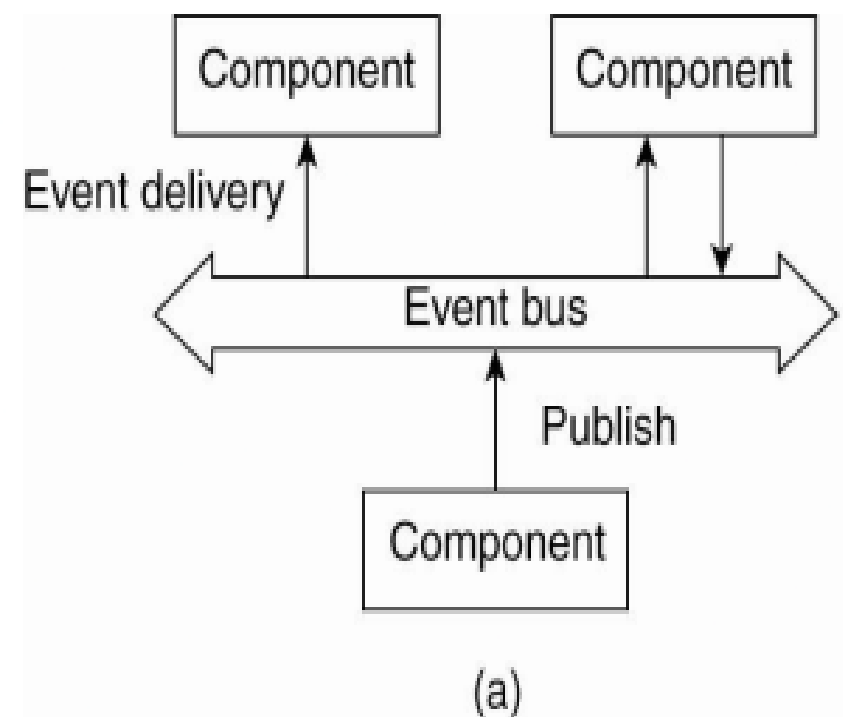 Component
Component
Event delivery
Event bus
Publish
Component
(a)